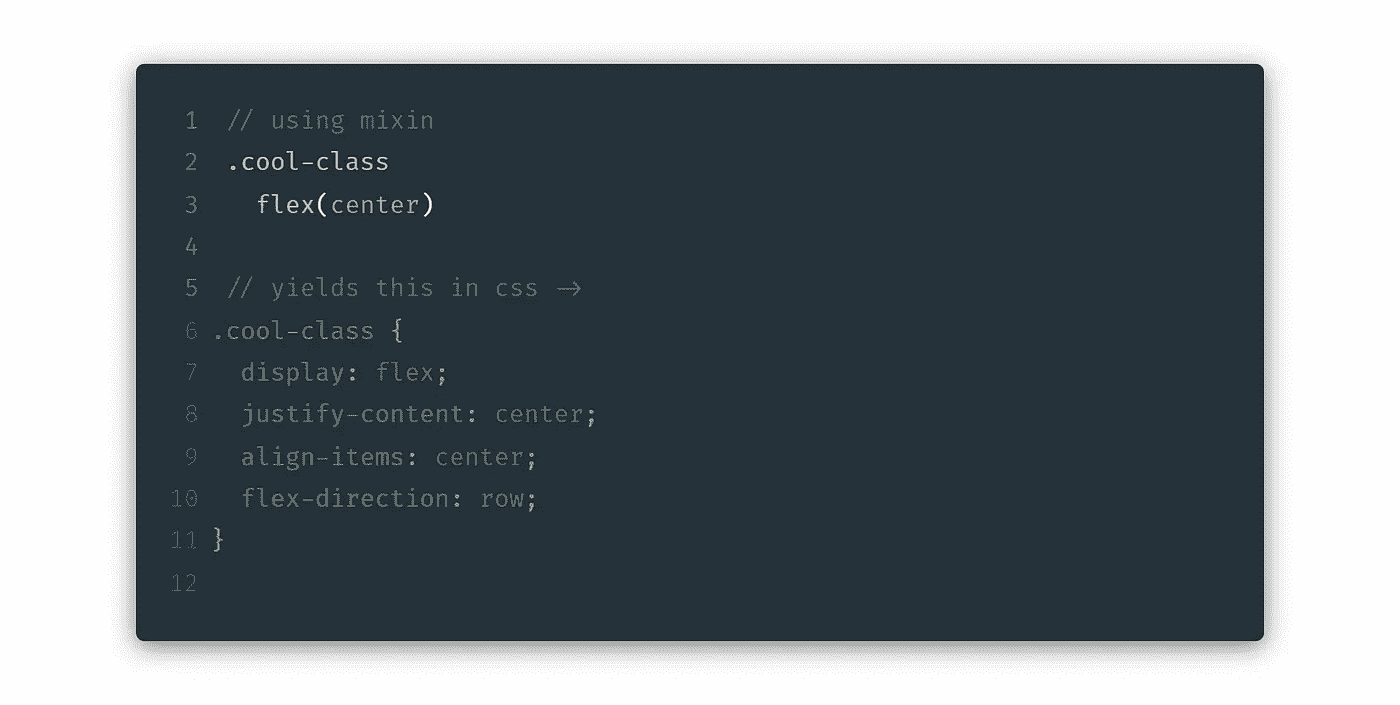 1 // using mixin
2 .cool-class
3 flex(center)
4
5 // yields this in css ->
6 .cool-class {
7 display: flex;
8 justify-content: center;
9 align-items: center;
10 flex-direction: row;
11 }
12